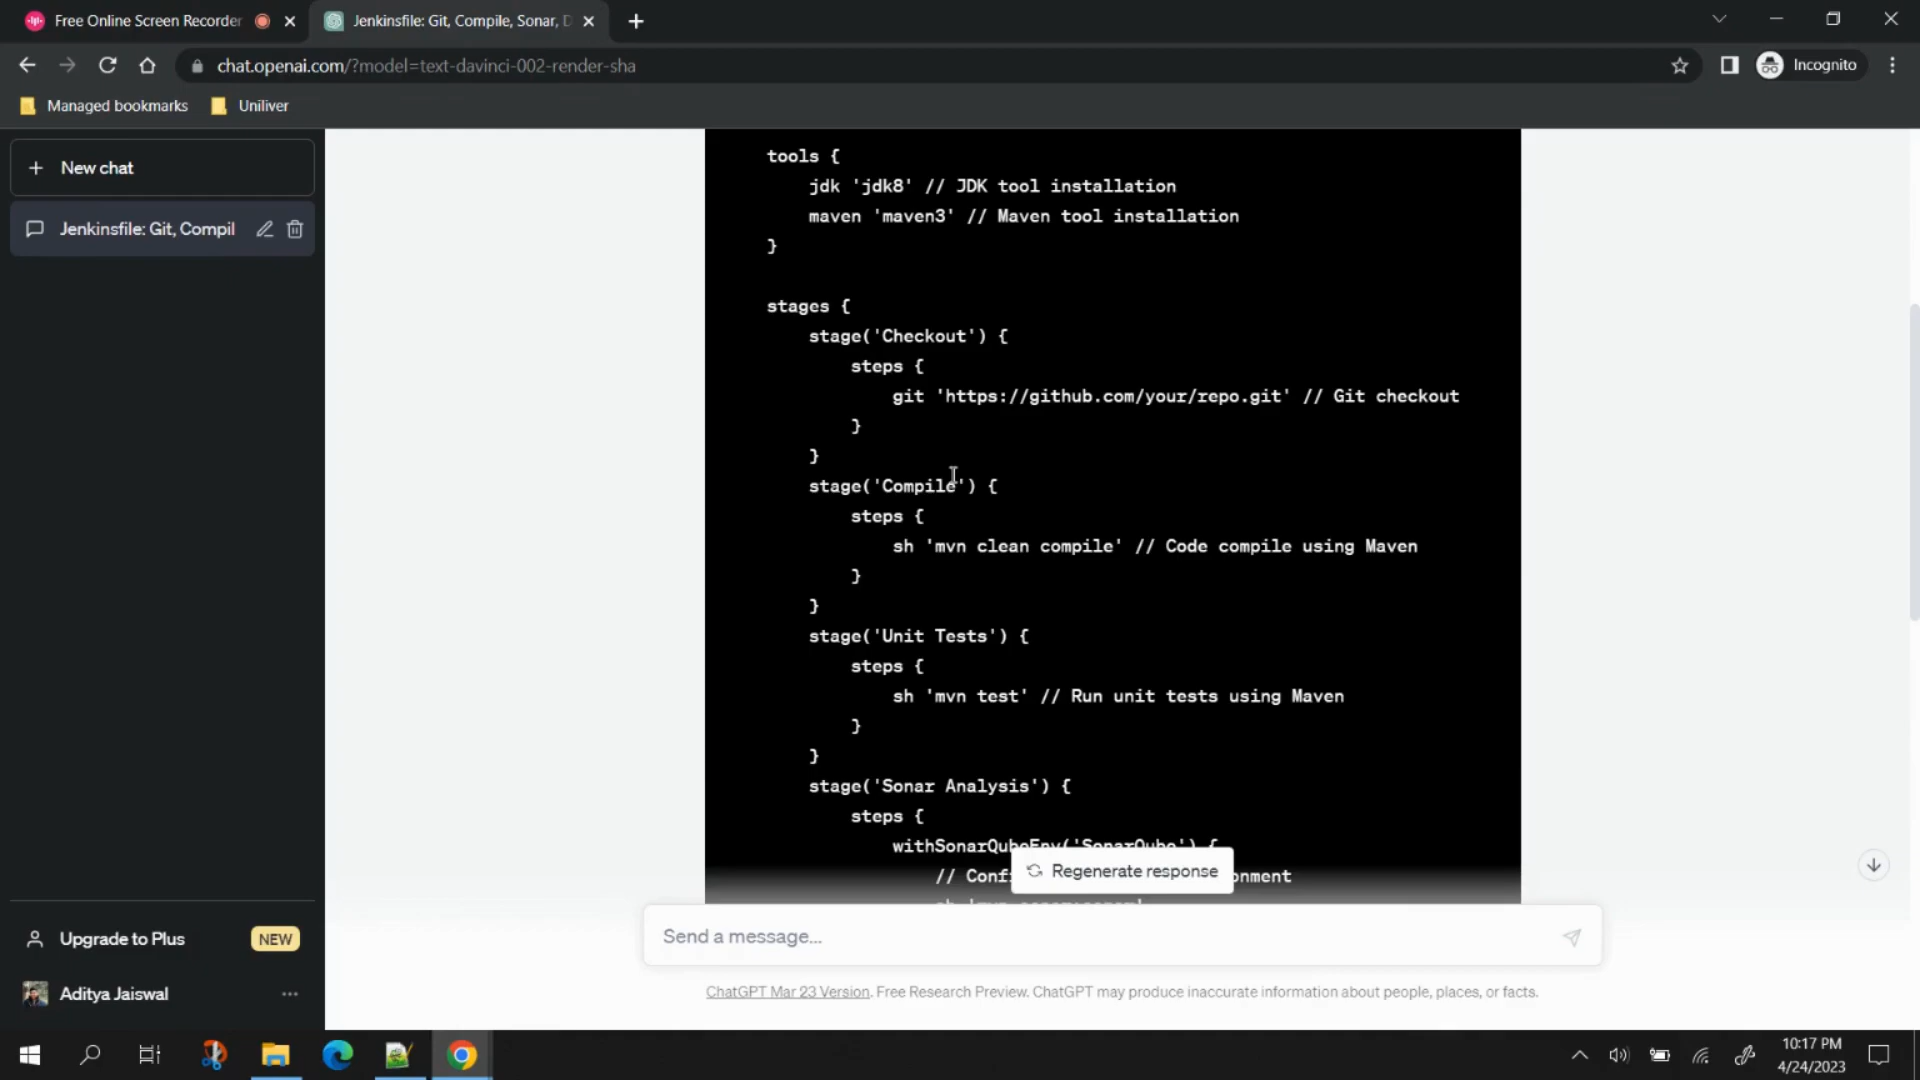 Free Online Screen Recorder
Jenkinsfile: Git, Compile, Sonar, D
chat.openai.com/?model=text-davinci-002-render-sha
Incognito
Managed bookmarks
Uniliver
New chat
Jenkinsfile: Git, Compil
tools {
jdk 'jdk8' // JDK tool installation
maven 'maven3' // Maven tool installation
}
stages {
stage('Checkout') {
steps {
git 'https://github.com/your/repo.git' // Git checkout
}
}
stage('Compile') {
steps {
sh 'mvn clean compile' // Code compile using Maven
}
}
stage('Unit Tests') {
steps {
sh 'mvn test' // Run unit tests using Maven
}
}
stage('Sonar Analysis') {
steps {
withSonarQubeEnv('SonarQube') {
// Conf
onment
Regenerate response
Send a message...
ChatGPT Mar 23 Version. Free Research Preview. ChatGPT may produce inaccurate information about people, places, or facts.
Upgrade to Plus
NEW
Aditya Jaiswal
10:17 PM
4/24/2023